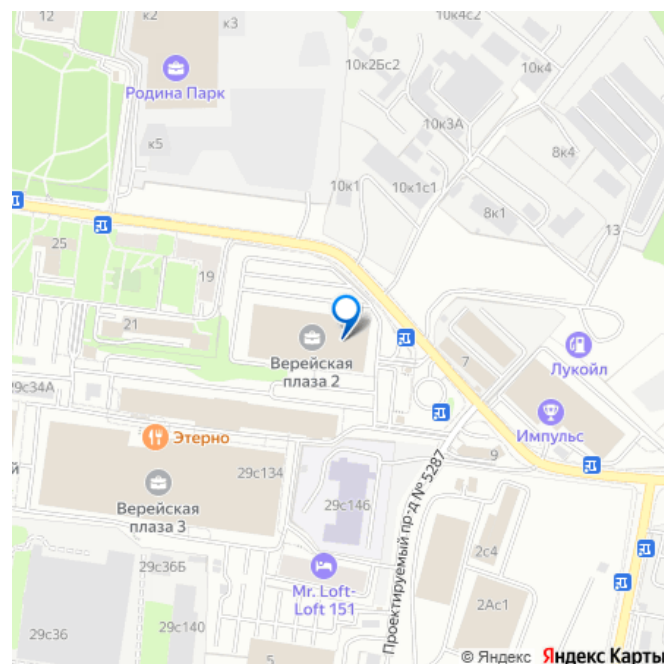 12
к2
к3
10к4с2
10к2Бс2
10к4
Родина Парк
10к3А
к5
8к4
10к1
10к1с1
8к1
13
25
19
21
Верейская
плаза 2
7
Лукойл
29с34А
Импульс
Этерно
9
й
29с134
Верейская
плаза 3
29с146
Проектируемый пр-д № 5287
2с4
29с36Б
Mr. Loft-
Loft 151
2Ас1
29с36
29с140
5
© Яндекс Яндекс Карты